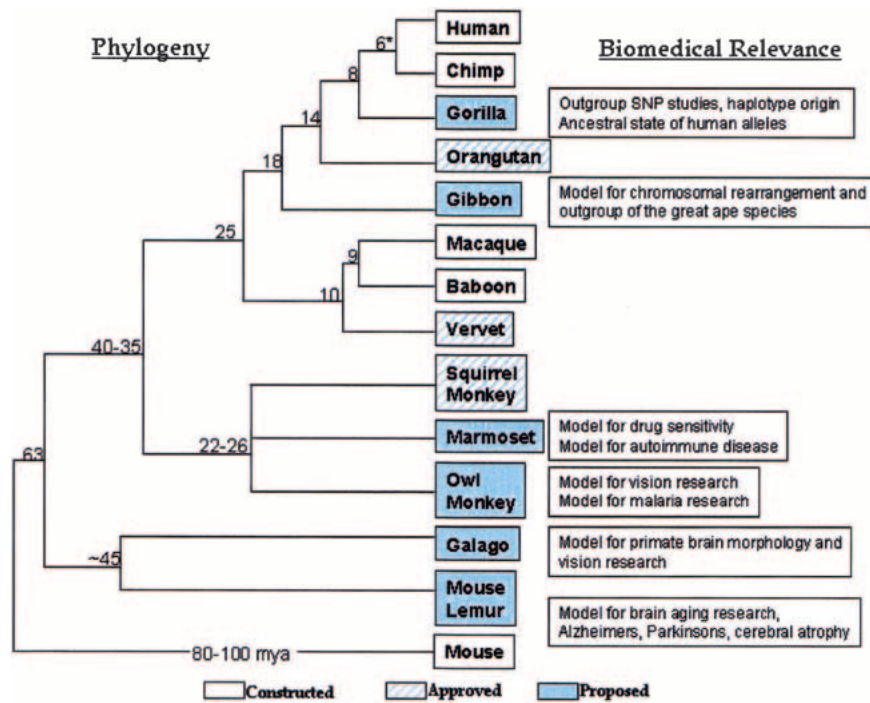 Phylogeny
Biomedical Relevance
6*
Human
Chimp
8
Gorilla
Outgroup SNP studies, haplotype origin
Ancestral state of human alleles
14
Orangutan
18
Gibbon
Model for chromosomal rearrangement and
outgroup of the great ape species
25
Macaque
9
Baboon
10
Vervet
40-35
Squirrel
Monkey
Marmoset
Model for drug sensitivity
Model for autoimmune disease
22-26
63
Owl
Monkey
Model for vision research
Model for malaria research
Galago
Model for primate brain morphology and
vision research
~45
Mouse
Lemur
Model for brain aging research,
Alzheimers, Parkinsons, cerebral atrophy
80-100 mya
Mouse
Constructed
Approved
Proposed